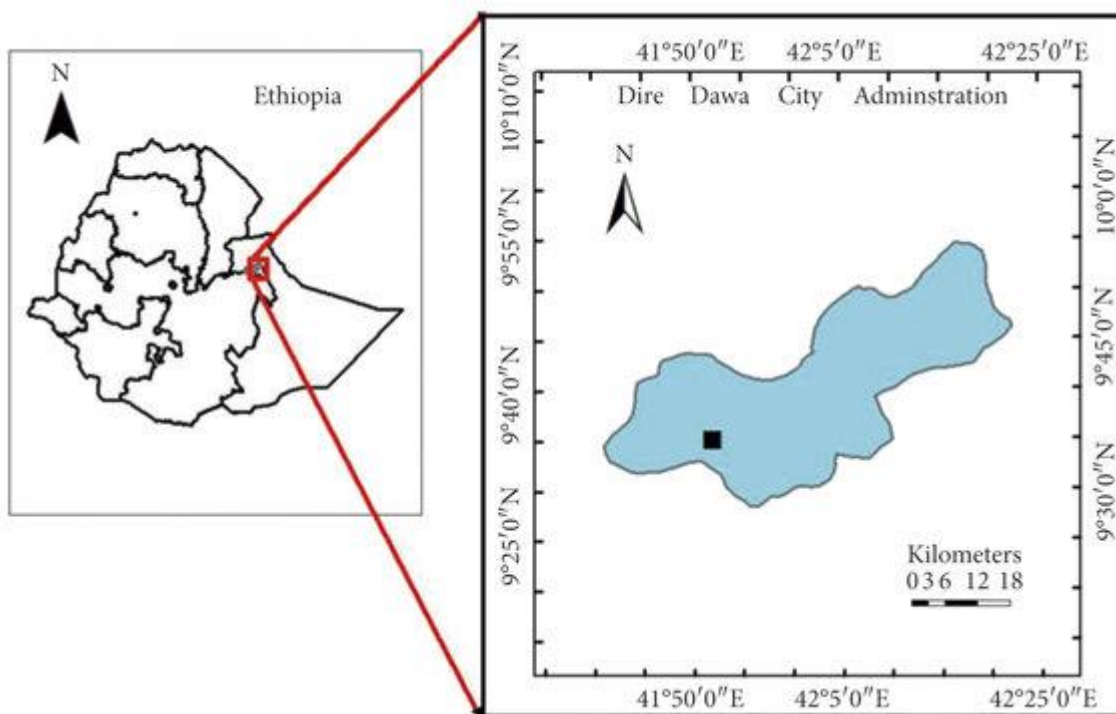 N
Ethiopia
41°50′0″E 42°5′0″E 42°25′0″E
Dire Dawa City Adminstration
N
10°10′0″N
9°55′0″N
9°40′0″N
9°25′0″N
10°0′0″N
9°45′0″N
9°30′0″N
Kilometers
0 3 6 12 18
41°50′0″E 42°5′0″E 42°25′0″E